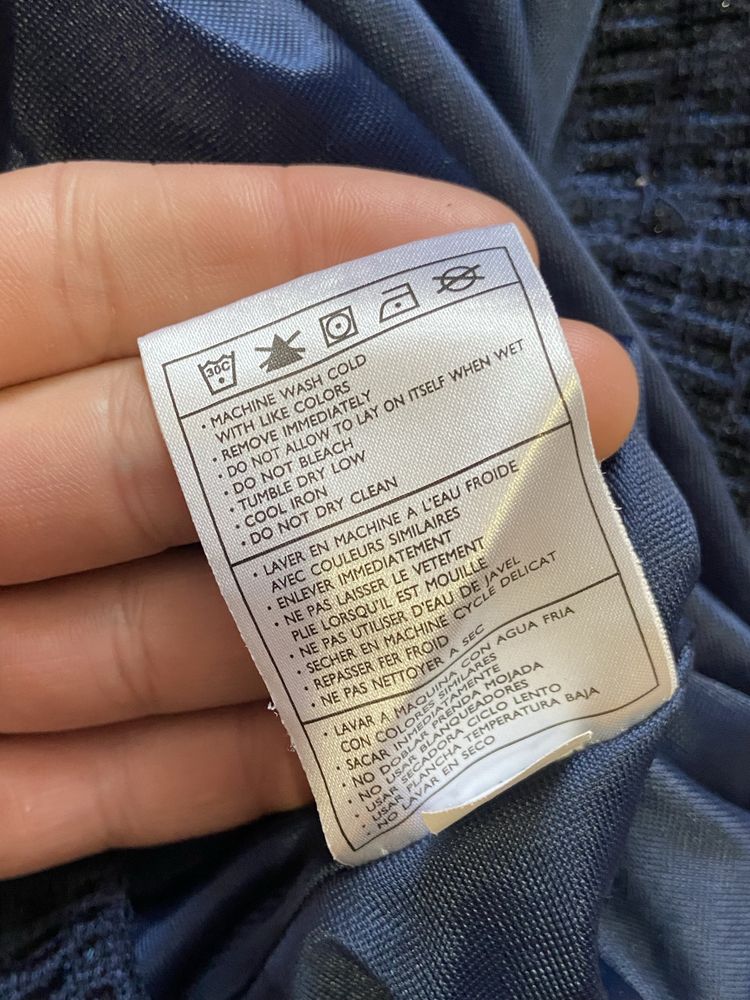 30C
· MACHINE WASH COLD
WITH LIKE COLORS
· REMOVE IMMEDIATELY
· DO NOT ALLOW TO LAY ON ITSELF WHEN WET
· DO NOT BLEACH
· TUMBLE DRY LOW
· COOL IRON
· DO NOT DRY CLEAN
· LAVER EN MACHINE A L'EAU FROIDE
AVEC COULEURS SIMILAIRES
· ENLEVER IMMEDIATEMENT
· NE PAS LAISSER LE VETEMENT
PLIE LORSQU'IL EST MOUILLE
· NE PAS UTILISER D'EAU DE JAVEL
· SECHER EN MACHINE CYCLE DELICAT
· REPASSER FER FROID
· NE PAS NETTOYER A SEC
· LAVAR A MAQUINA CON AGUA FRIA
CON COLORES SIMILARES
· SACAR INMEDIATAMENTE
· NO DOBLAR PRENDA MOJADA
· NO USAR BLANQUEADORES
· USAR SECADORA CICLO LENTO
· USAR PLANCHA TEMPERATURA BAJA
· NO LAVAR EN SECO